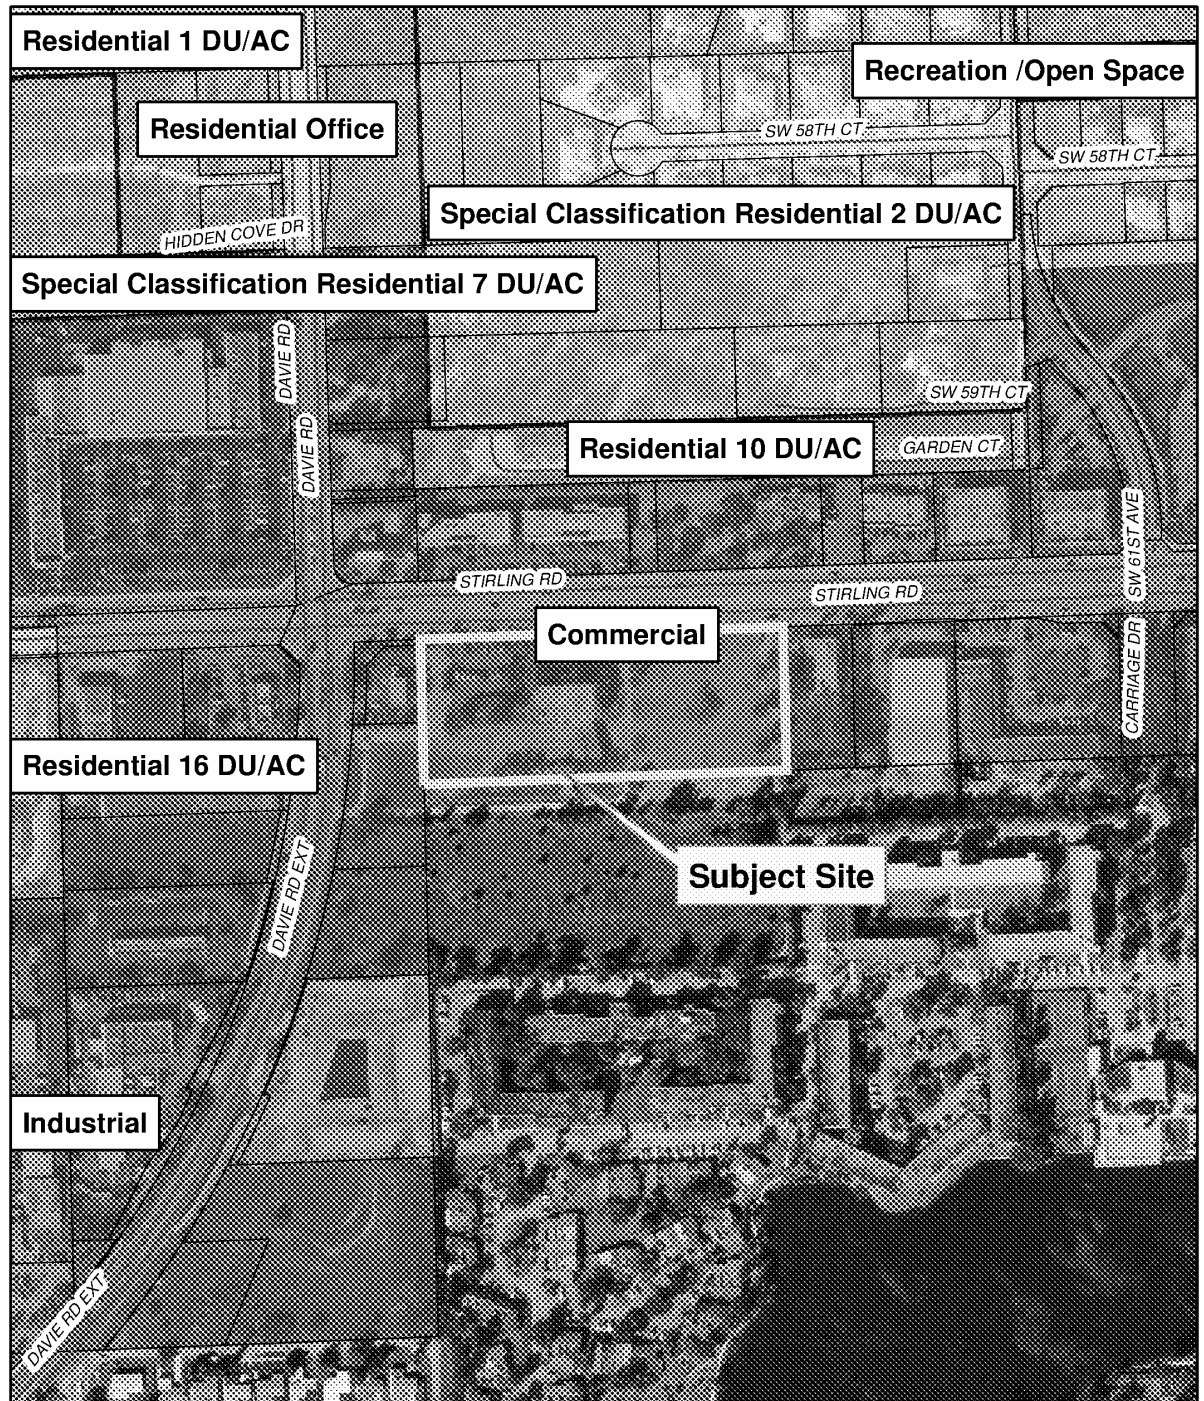 Residential 1 DU/AC
Recreation /Open Space
Residential Office
SW 58TH CT
SW 58TH CT
Special Classification Residential 2 DU/AC
HIDDEN COVE DR
Special Classification Residential 7 DU/AC
DAVIE RD
SW 59TH CT
DAVIE RD
Residential 10 DU/AC
GARDEN CT
SW 61ST AVE
STIRLING RD
STIRLING RD
Commercial
CARRIAGE DR
Residential 16 DU/AC
Subject Site
DAVIE RD EXT
Industrial
DAVIE RD EXT